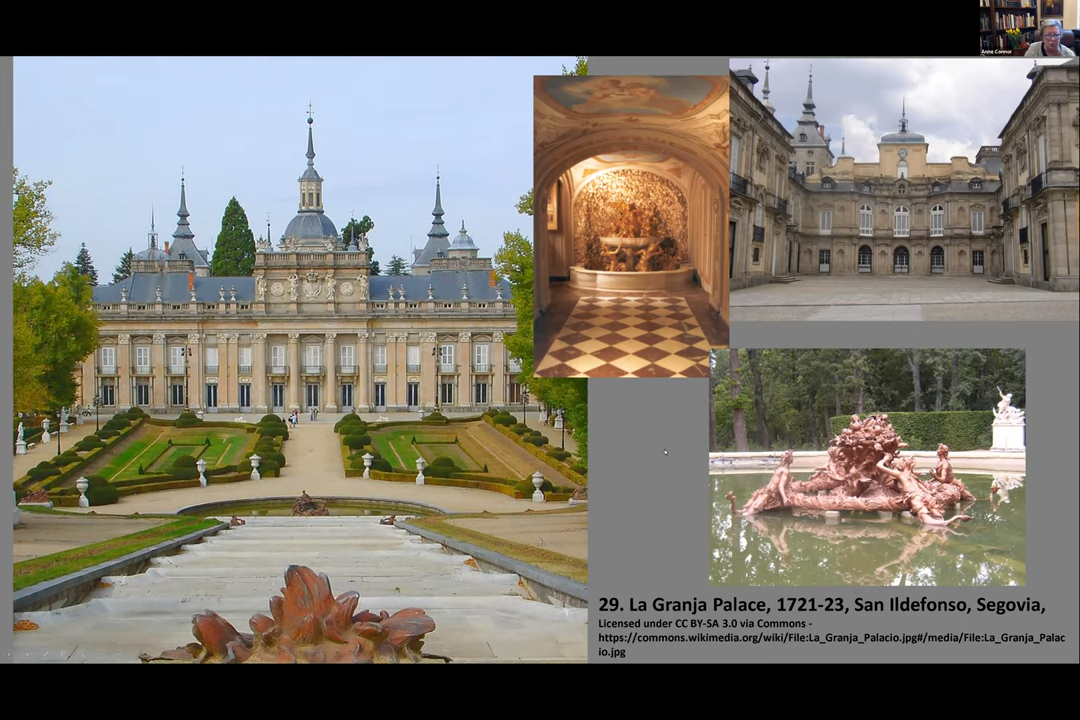 Anne Connor
29. La Granja Palace, 1721-23, San Ildefonso, Segovia,
Licensed under CC BY-SA 3.0 via Commons -
https://commons.wikimedia.org/wiki/File:La_Granja_Palacio.jpg#/media/File:La_Granja_Palac
io.jpg